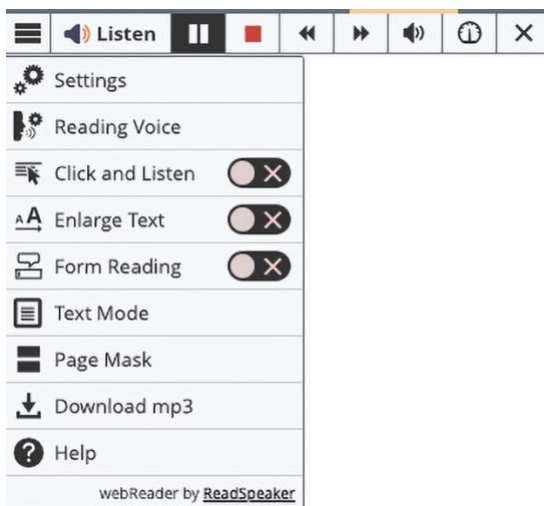 Listen
Settings
Reading Voice
Click and Listen
Enlarge Text
Form Reading
Text Mode
Page Mask
Download mp3
Help
webReader by ReadSpeaker